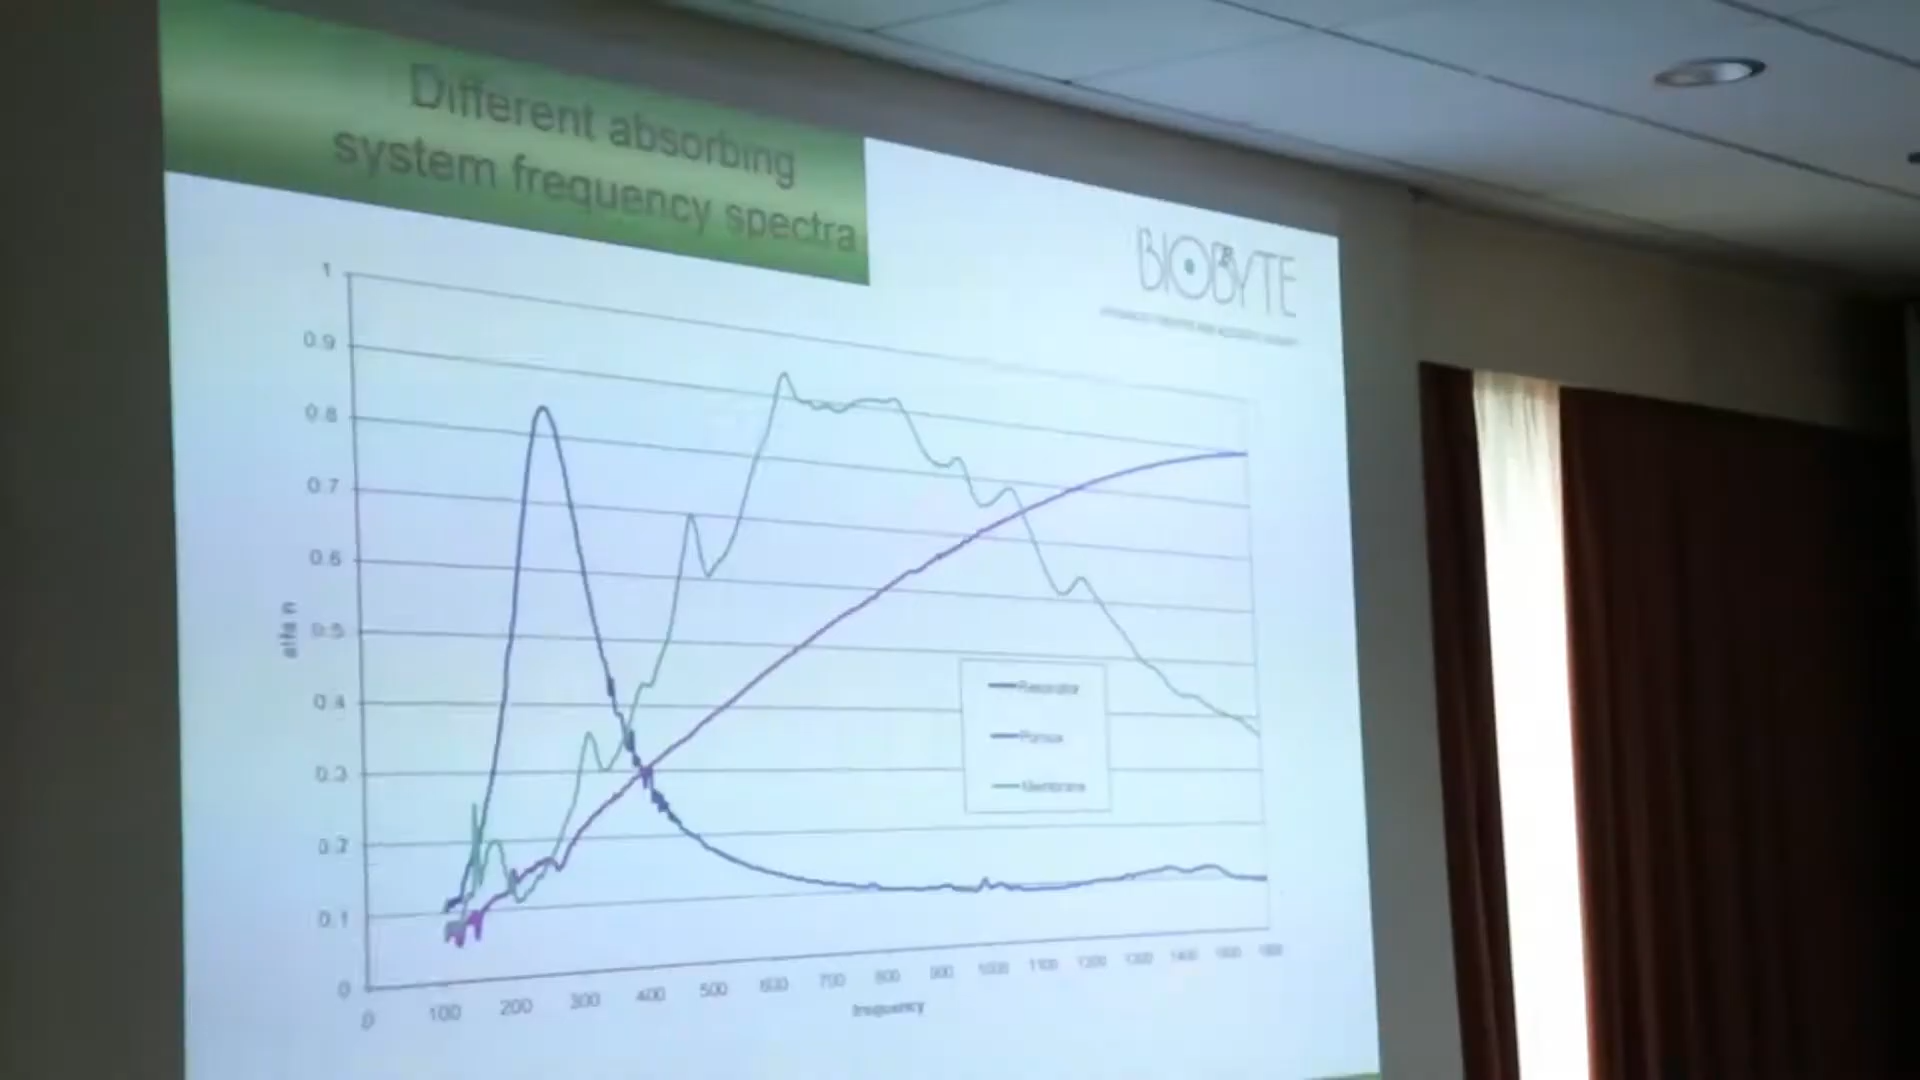 Different absorbing
system frequency spectra
BIOBYTE
1
0.9
0.8
0.7
0.6
0.5
0.4
0.3
0.2
0.1
0
alfa n
Resonator
Porous
Membrane
0 100 200 300 400 500 600 700 800 900 1000 1100 1200 1300 1400 1500 1600
frequency